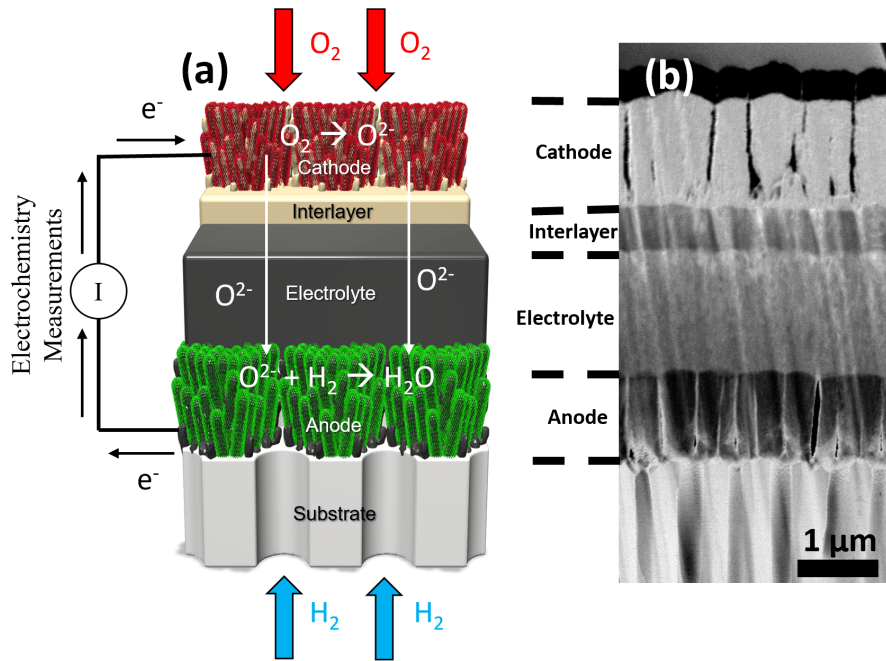 (a)
O₂ O₂
e⁻
O₂ → O²⁻
Cathode
Interlayer
Electrolyte
O²⁻ O²⁻
O²⁻ + H₂ → H₂O
Anode
Substrate
e⁻
I
Electrochemistry
Measurements
H₂ H₂
(b)
Cathode
Interlayer
Electrolyte
Anode
1 μm